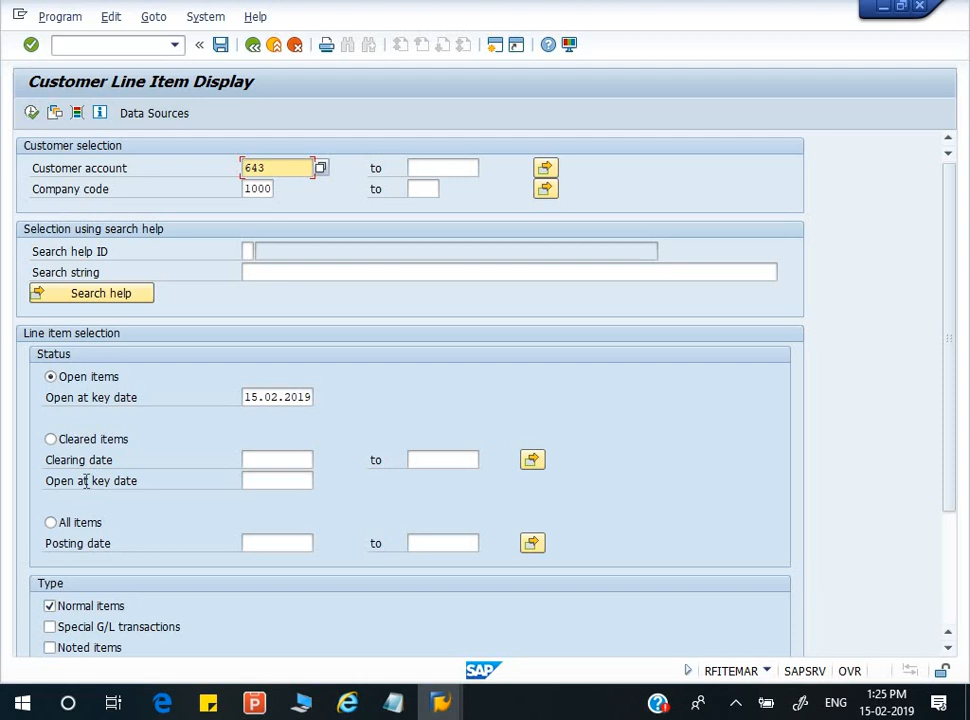 Program Edit Goto System Help
Customer Line Item Display
Data Sources
Customer selection
Customer account 643 to
Company code 1000 to
Selection using search help
Search help ID
Search string
Search help
Line item selection
Status
Open items
Open at key date 15.02.2019
Cleared items
Clearing date to
Open at key date
All items
Posting date to
Type
Normal items
Special G/L transactions
Noted items
SAP RFITEMAR SAPSRV OVR
ENG 1:25 PM
15-02-2019